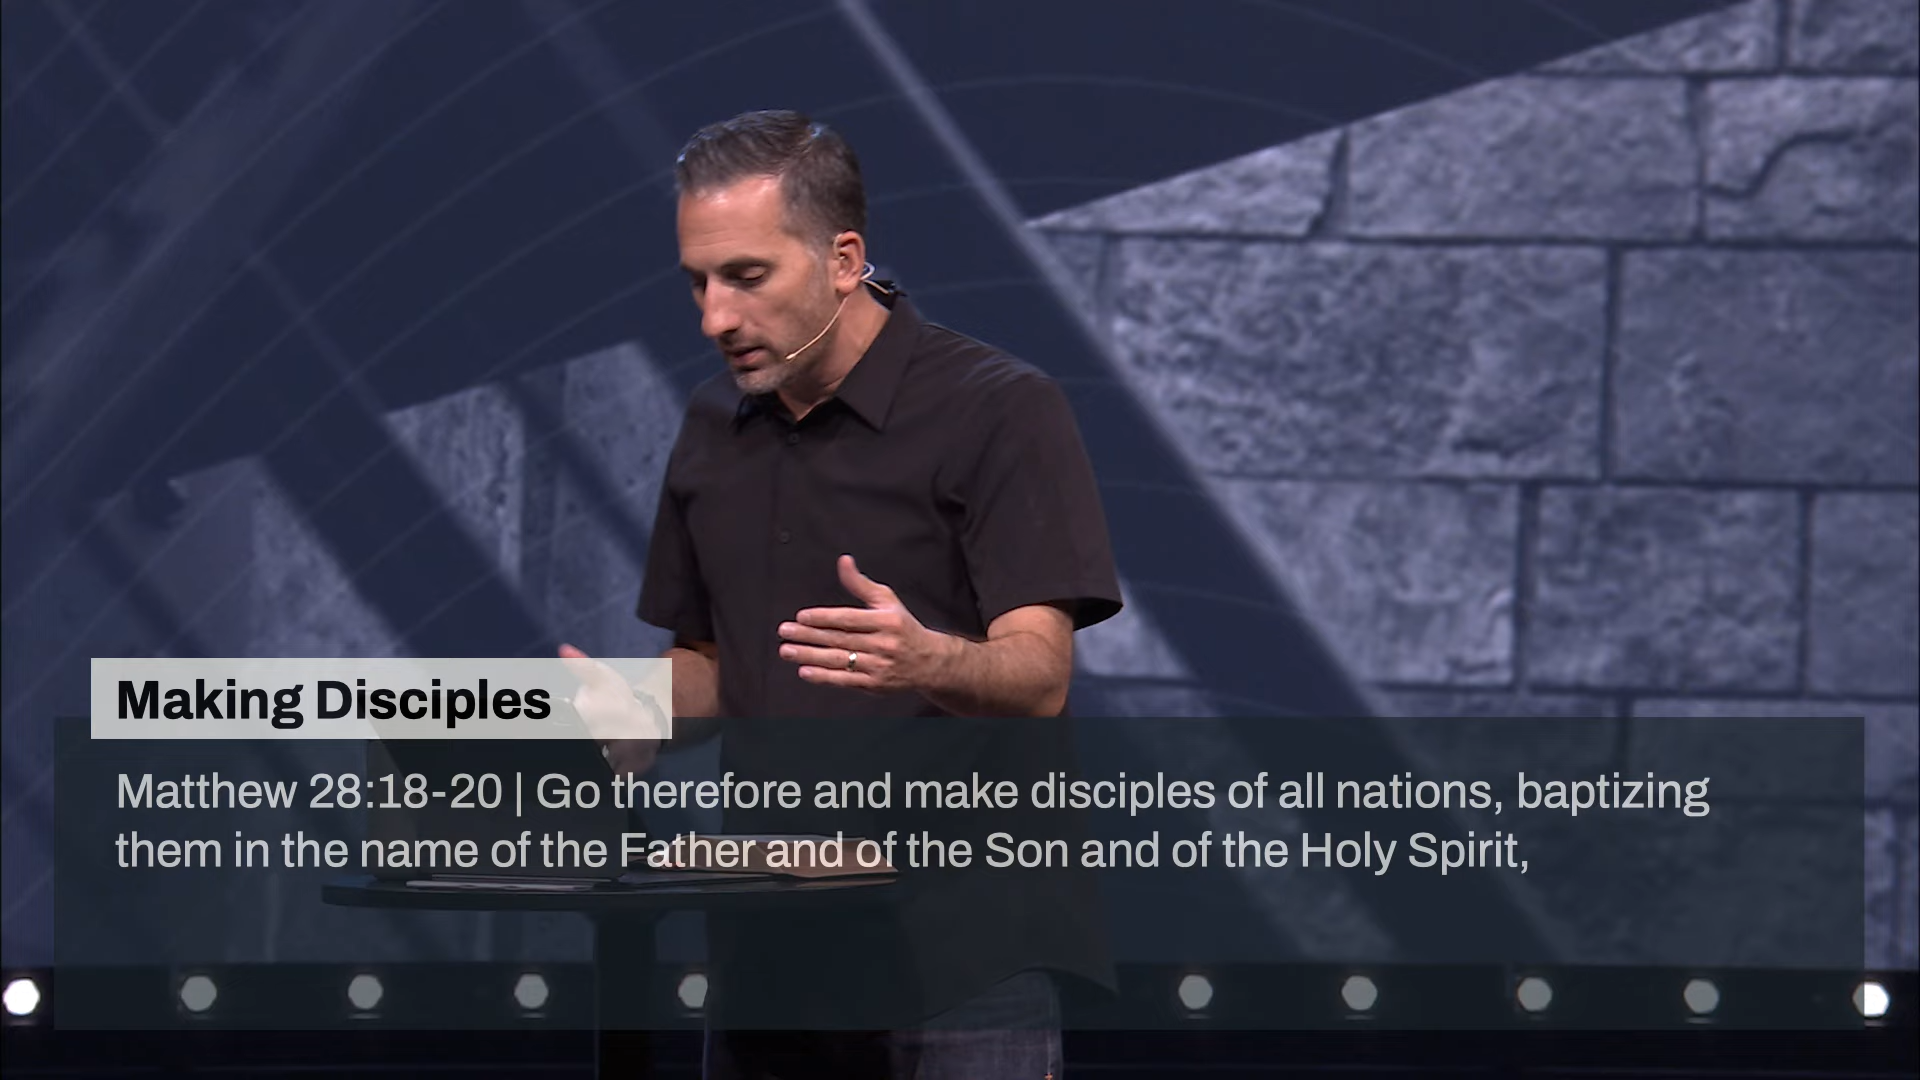 Making Disciples
Matthew 28:18-20 | Go therefore and make disciples of all nations, baptizing
them in the name of the Father and of the Son and of the Holy Spirit,